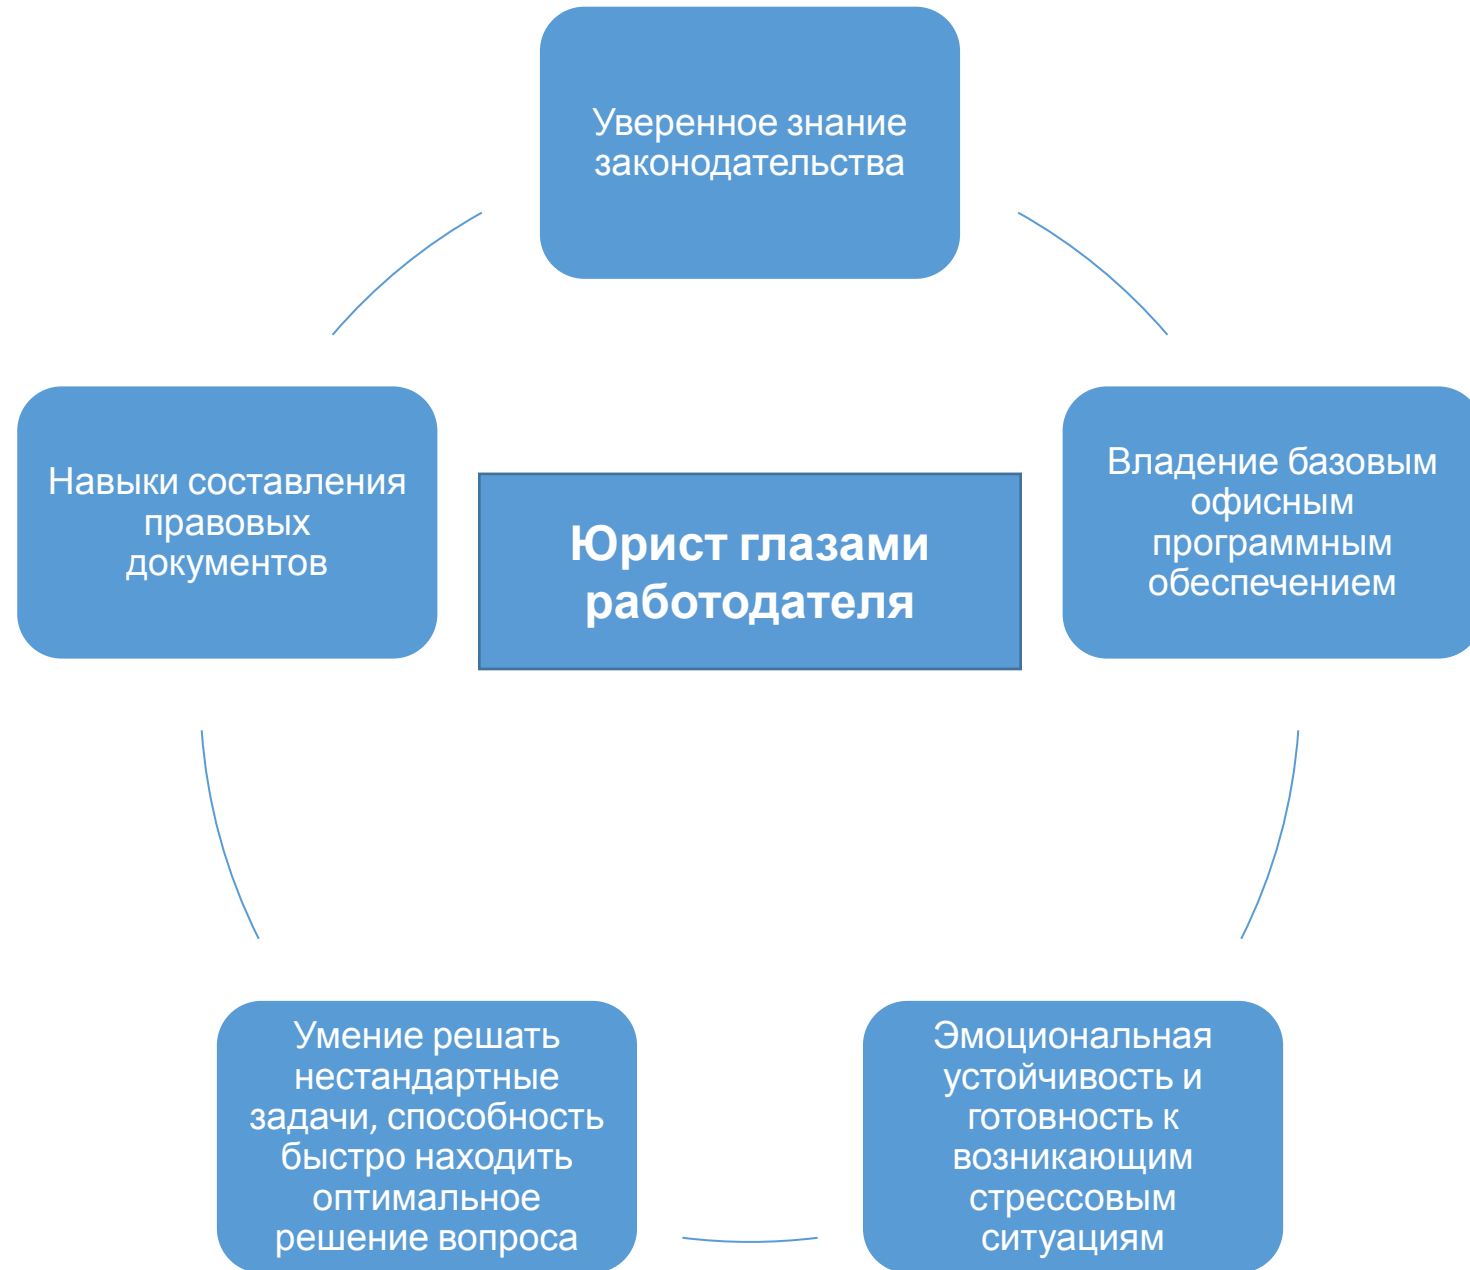 Уверенное знание
законодательства
Навыки составления
правовых
документов
Юрист глазами
работодателя
Владение базовым
офисным
программным
обеспечением
Умение решать
нестандартные
задачи, способность
быстро находить
оптимальное
решение вопроса
Эмоциональная
устойчивость и
готовность к
возникающим
стрессовым
ситуациям